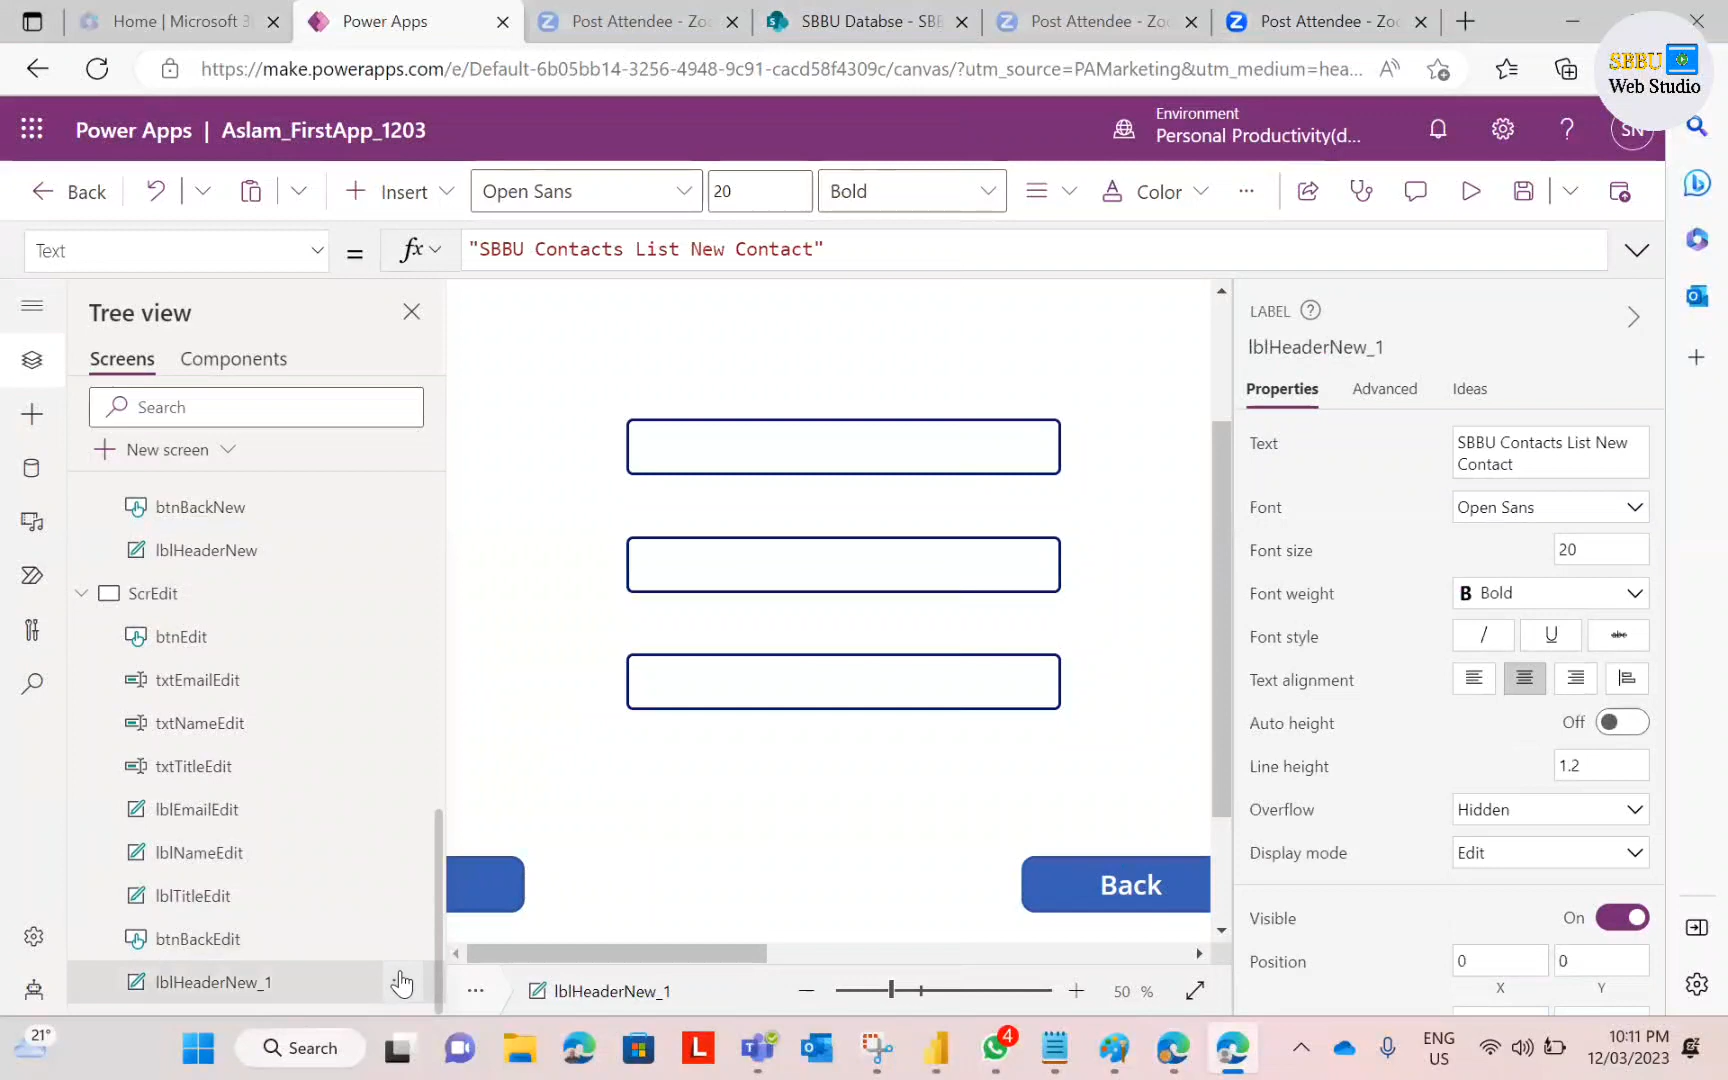 Home | Microsoft 3
Power Apps
Post Attendee - Zo
SBBU Databse - SB
Post Attendee - Zo
Post Attendee - Zo
https://make.powerapps.com/e/Default-6b05bb14-3256-4948-9c91-cacd58f4309c/canvas/?utm_source=PAMarketing&utm_medium=hea...
SBBU
Web Studio
Power Apps | Aslam_FirstApp_1203
Environment
Personal Productivity(d...
SN
Back
Insert
Open Sans
20
Bold
Color
Text
=
fx
"SBBU Contacts List New Contact"
Tree view
Screens
Components
Search
New screen
btnBackNew
lblHeaderNew
ScrEdit
btnEdit
txtEmailEdit
txtNameEdit
txtTitleEdit
lblEmailEdit
lblNameEdit
lblTitleEdit
btnBackEdit
lblHeaderNew_1
Back
lblHeaderNew_1
50 %
LABEL
lblHeaderNew_1
Properties
Advanced
Ideas
Text
SBBU Contacts List New
Contact
Font
Open Sans
Font size
20
Font weight
B Bold
Font style
/
U
abc
Text alignment
Auto height
Off
Line height
1.2
Overflow
Hidden
Display mode
Edit
Visible
On
Position
0
0
X
Y
21°
Search
L
4
ENG
US
10:11 PM
12/03/2023